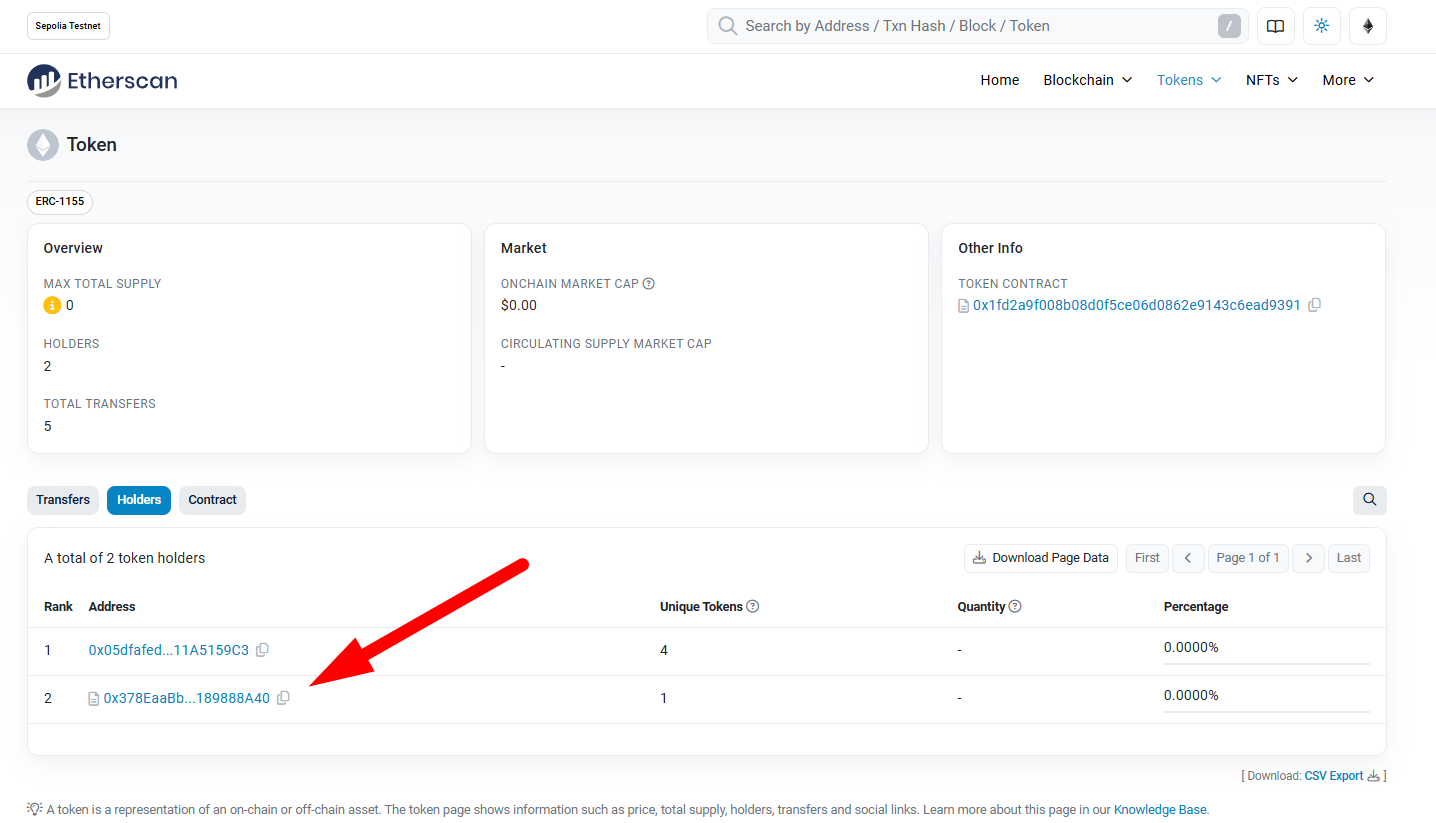 Sepolia Testnet
Search by Address / Txn Hash / Block / Token /
Etherscan
Home Blockchain Tokens NFTs More
Token
ERC-1155
Overview
MAX TOTAL SUPPLY
0
HOLDERS
2
TOTAL TRANSFERS
5
Market
ONCHAIN MARKET CAP
$0.00
CIRCULATING SUPPLY MARKET CAP
-
Other Info
TOKEN CONTRACT
0x1fd2a9f008b08d0f5ce06d0862e9143c6ead9391
Transfers Holders Contract
A total of 2 token holders
Download Page Data First Page 1 of 1 Last
Rank Address Unique Tokens Quantity Percentage
1 0x05dfafed...11A5159C3 4 - 0.0000%
2 0x378EaaBb...189888A40 1 - 0.0000%
[ Download: CSV Export ]
A token is a representation of an on-chain or off-chain asset. The token page shows information such as price, total supply, holders, transfers and social links. Learn more about this page in our Knowledge Base.